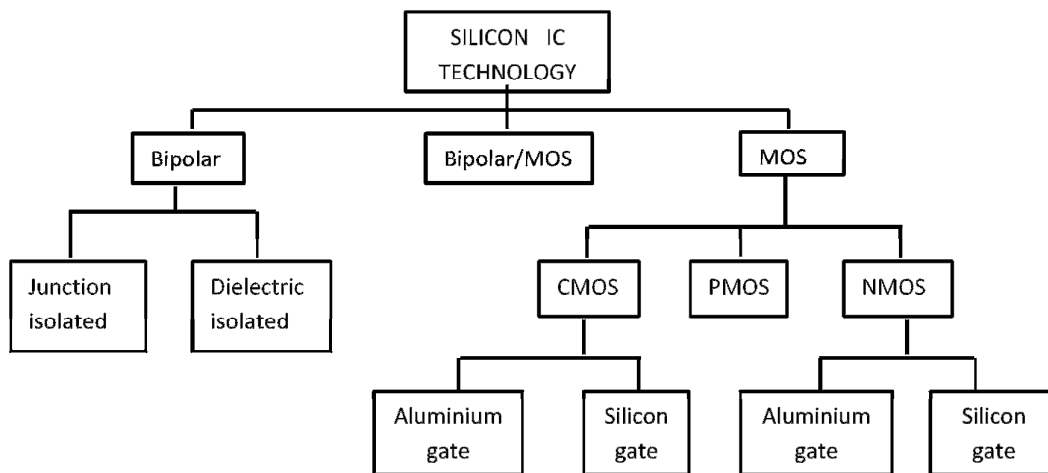 SILICON IC
TECHNOLOGY
Bipolar
Bipolar/MOS
MOS
Junction
isolated
Dielectric
isolated
CMOS
PMOS
NMOS
Aluminium
gate
Silicon
gate
Aluminium
gate
Silicon
gate